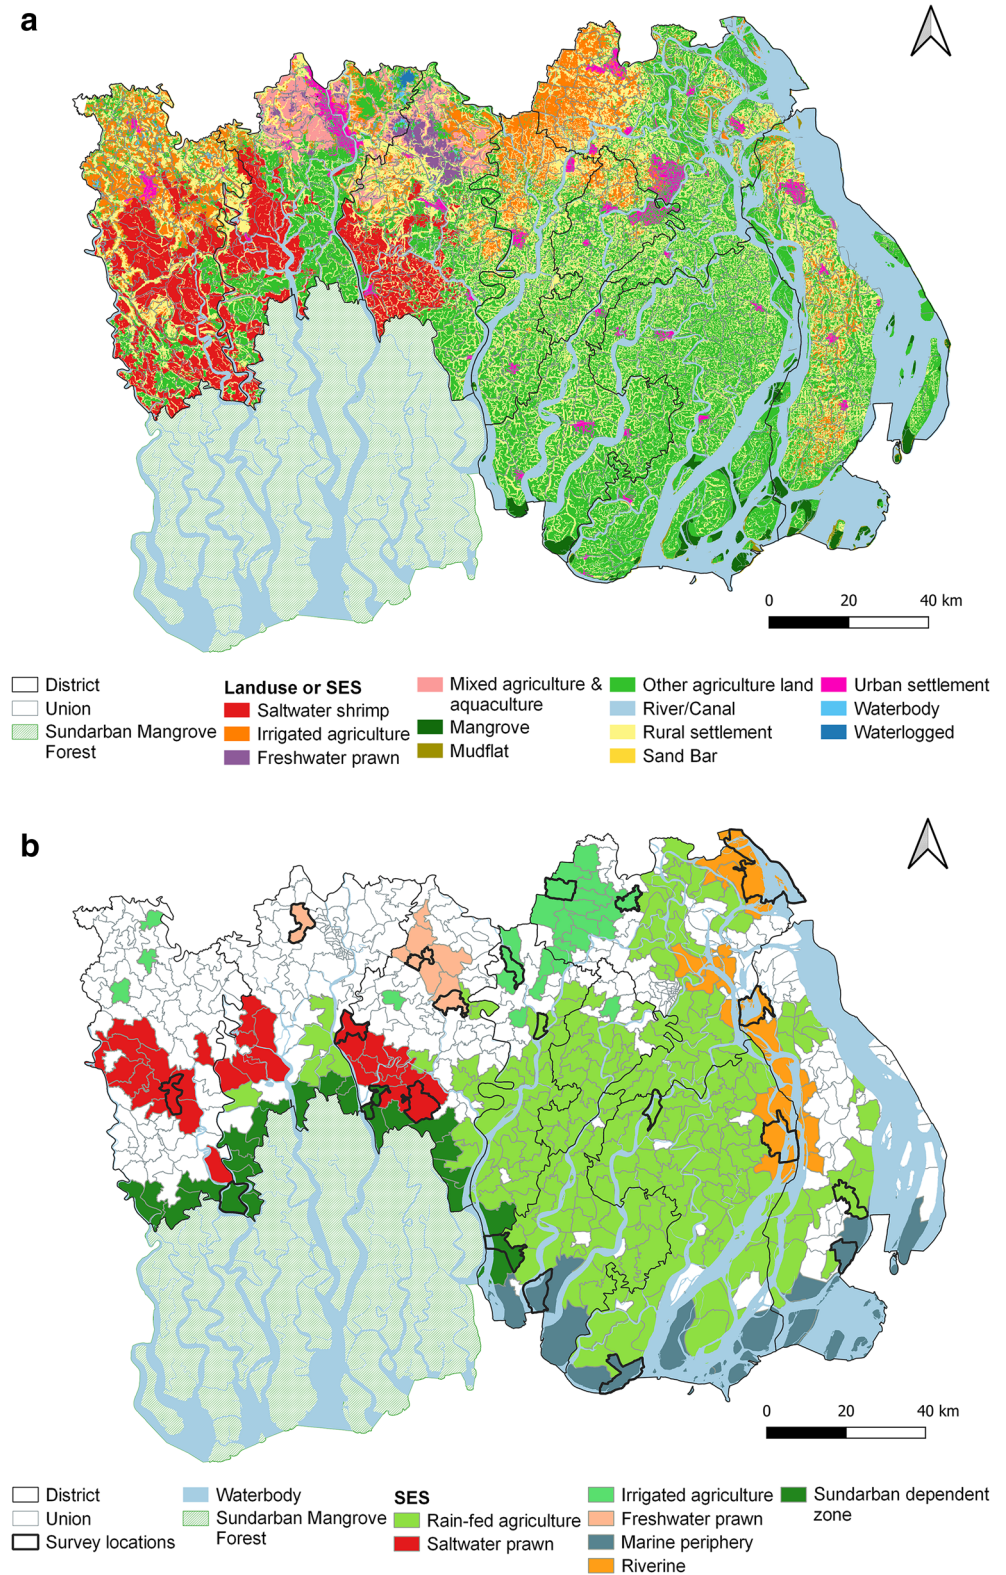 a
0 20 40 km
District
Union
Sundarban Mangrove
Forest
Landuse or SES
Saltwater shrimp
Irrigated agriculture
Freshwater prawn
Mixed agriculture &
aquaculture
Mangrove
Mudflat
Other agriculture land
River/Canal
Rural settlement
Sand Bar
Urban settlement
Waterbody
Waterlogged
b
0 20 40 km
District
Union
Survey locations
Waterbody
Sundarban Mangrove
Forest
SES
Rain-fed agriculture
Saltwater prawn
Irrigated agriculture
Freshwater prawn
Marine periphery
Riverine
Sundarban dependent
zone